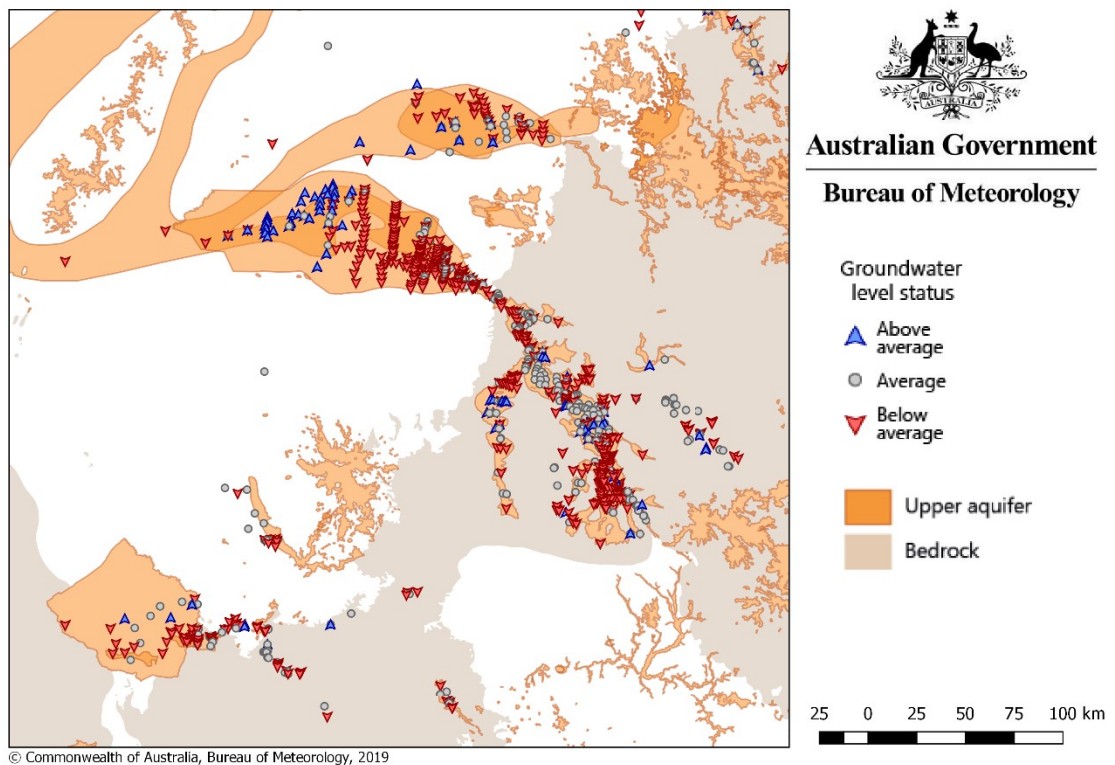 AUSTRALIA
Australian Government
Bureau of Meteorology
Groundwater
level status
Above
average
Average
Below
average
Upper aquifer
Bedrock
25 0 25 50 75 100 km
© Commonwealth of Australia, Bureau of Meteorology, 2019